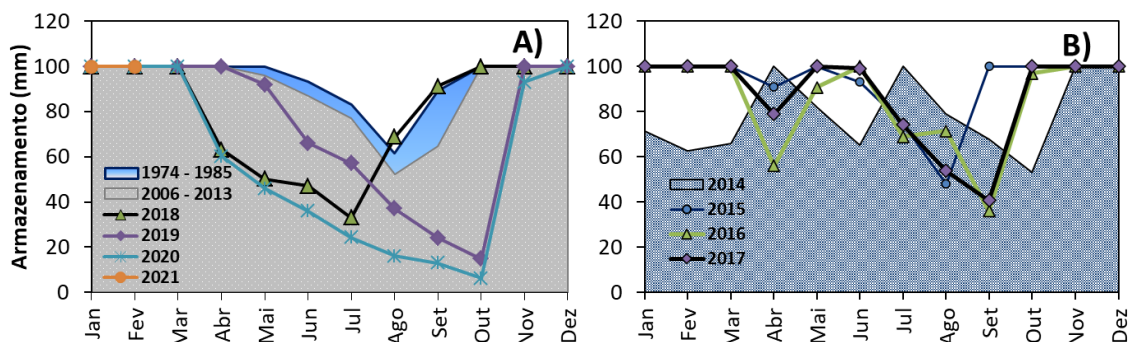 Armazenamento (mm)
A)
120
100
80
60
40
20
0
1974 - 1985
2006 - 2013
2018
2019
2020
2021
Jan
Fev
Mar
Abr
Mai
Jun
Jul
Ago
Set
Out
Nov
Dez
B)
120
100
80
60
40
20
0
2014
2015
2016
2017
Jan
Fev
Mar
Abr
Mai
Jun
Jul
Ago
Set
Out
Nov
Dez